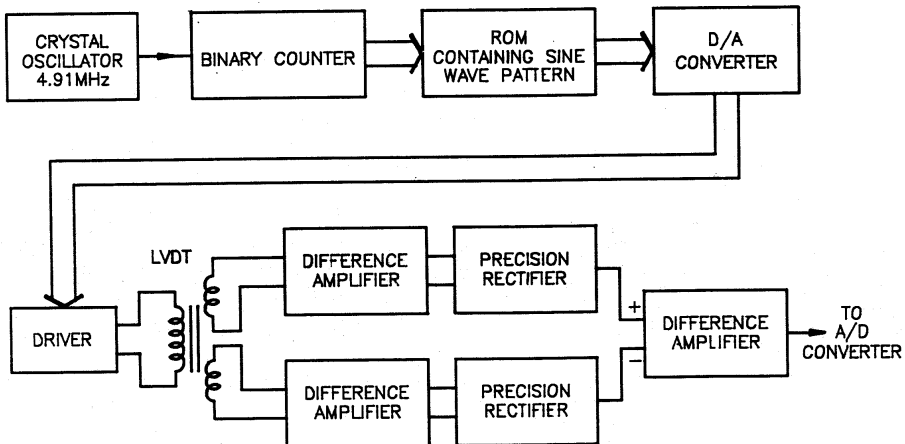 CRYSTAL
OSCILLATOR
4.91MHz
BINARY COUNTER
ROM
CONTAINING SINE
WAVE PATTERN
D/A
CONVERTER
LVDT
DRIVER
DIFFERENCE
AMPLIFIER
PRECISION
RECTIFIER
DIFFERENCE
AMPLIFIER
PRECISION
RECTIFIER
+
−
DIFFERENCE
AMPLIFIER
TO
A/D
CONVERTER